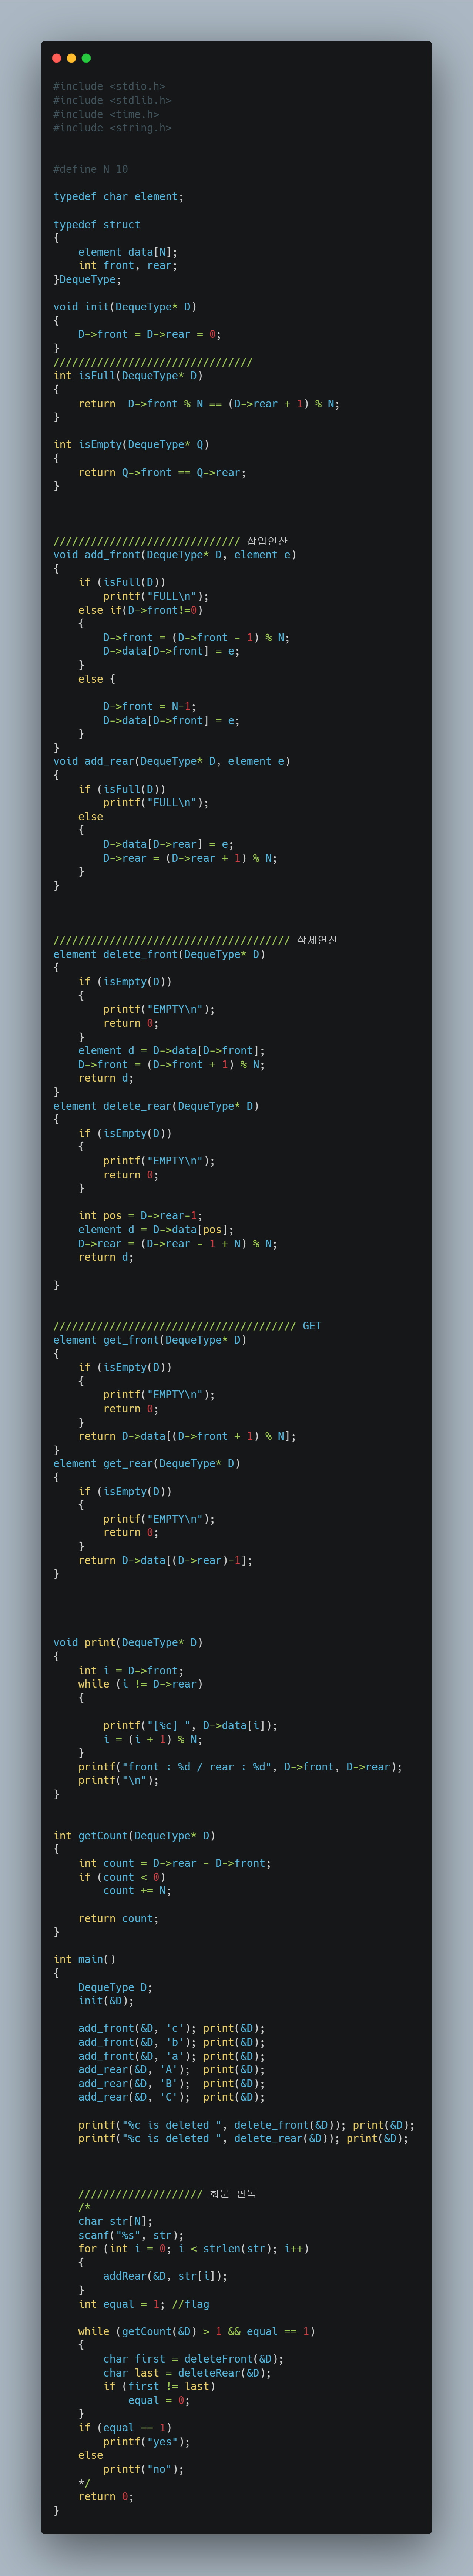 #include <stdio.h>
#include <stdlib.h>
#include <time.h>
#include <string.h>
#define N 10
typedef char element;
typedef struct
{
    element data[N];
    int front, rear;
}DequeType;
void init(DequeType* D)
{
    D->front = D->rear = 0;
}
////////////////////////////////
int isFull(DequeType* D)
{
    return  D->front % N == (D->rear + 1) % N;
}
int isEmpty(DequeType* Q)
{
    return Q->front == Q->rear;
}
////////////////////////////// 삽입연산
void add_front(DequeType* D, element e)
{
    if (isFull(D))
        printf("FULL\n");
    else if(D->front!=0)
    {
        D->front = (D->front - 1) % N;
        D->data[D->front] = e;
    }
    else {
        D->front = N-1;
        D->data[D->front] = e;
    }
}
void add_rear(DequeType* D, element e)
{
    if (isFull(D))
        printf("FULL\n");
    else
    {
        D->data[D->rear] = e;
        D->rear = (D->rear + 1) % N;
    }
}
////////////////////////////////////// 삭제연산
element delete_front(DequeType* D)
{
    if (isEmpty(D))
    {
        printf("EMPTY\n");
        return 0;
    }
    element d = D->data[D->front];
    D->front = (D->front + 1) % N;
    return d;
}
element delete_rear(DequeType* D)
{
    if (isEmpty(D))
    {
        printf("EMPTY\n");
        return 0;
    }
    int pos = D->rear-1;
    element d = D->data[pos];
    D->rear = (D->rear - 1 + N) % N;
    return d;
}
/////////////////////////////////////// GET
element get_front(DequeType* D)
{
    if (isEmpty(D))
    {
        printf("EMPTY\n");
        return 0;
    }
    return D->data[(D->front + 1) % N];
}
element get_rear(DequeType* D)
{
    if (isEmpty(D))
    {
        printf("EMPTY\n");
        return 0;
    }
    return D->data[(D->rear)-1];
}
void print(DequeType* D)
{
    int i = D->front;
    while (i != D->rear)
    {
        printf("[%c] ", D->data[i]);
        i = (i + 1) % N;
    }
    printf("front : %d / rear : %d", D->front, D->rear);
    printf("\n");
}
int getCount(DequeType* D)
{
    int count = D->rear - D->front;
    if (count < 0)
        count += N;
    return count;
}
int main()
{
    DequeType D;
    init(&D);
    add_front(&D, 'c'); print(&D);
    add_front(&D, 'b'); print(&D);
    add_front(&D, 'a'); print(&D);
    add_rear(&D, 'A');  print(&D);
    add_rear(&D, 'B');  print(&D);
    add_rear(&D, 'C');  print(&D);
    printf("%c is deleted ", delete_front(&D)); print(&D);
    printf("%c is deleted ", delete_rear(&D)); print(&D);
    //////////////////// 회문 판독
    /*
    char str[N];
    scanf("%s", str);
    for (int i = 0; i < strlen(str); i++)
    {
        addRear(&D, str[i]);
    }
    int equal = 1; //flag
    while (getCount(&D) > 1 && equal == 1)
    {
        char first = deleteFront(&D);
        char last = deleteRear(&D);
        if (first != last)
            equal = 0;
    }
    if (equal == 1)
        printf("yes");
    else
        printf("no");
    */
    return 0;
}